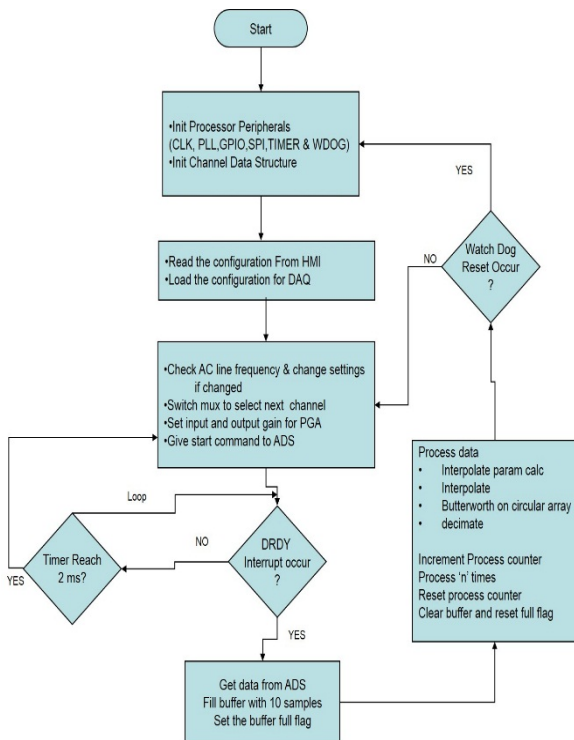 Start
•Init Processor Peripherals
(CLK, PLL,GPIO,SPI,TIMER & WDOG)
•Init Channel Data Structure
YES
•Read the configuration From HMI
•Load the configuration for DAQ
NO
Watch Dog
Reset Occur
?
•Check AC line frequency & change settings
if changed
•Switch mux to select next channel
•Set input and output gain for PGA
•Give start command to ADS
Loop
Timer Reach
2 ms?
YES
NO
DRDY
Interrupt occur
?
YES
Get data from ADS
Fill buffer with 10 samples
Set the buffer full flag
Process data
• Interpolate param calc
• Interpolate
• Butterworth on circular array
• decimate
Increment Process counter
Process 'n' times
Reset process counter
Clear buffer and reset full flag